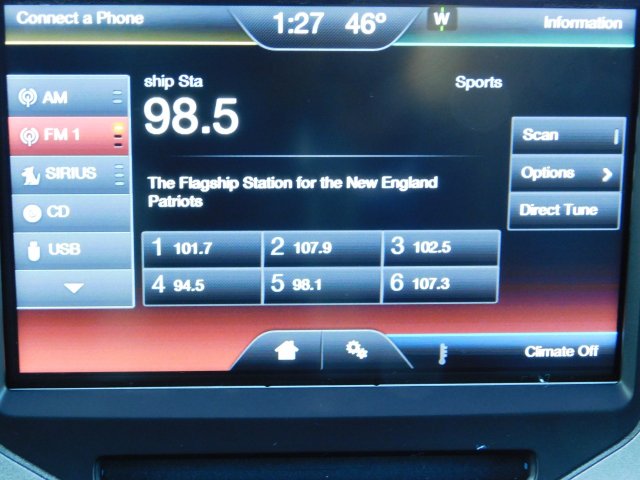 Connect a Phone
1:27 46° W
Information
AM
FM 1
SIRIUS
CD
USB
ship Sta
98.5
Sports
The Flagship Station for the New England
Patriots
1 101.7 2 107.9 3 102.5
4 94.5 5 98.1 6 107.3
Scan
Options
Direct Tune
Climate Off